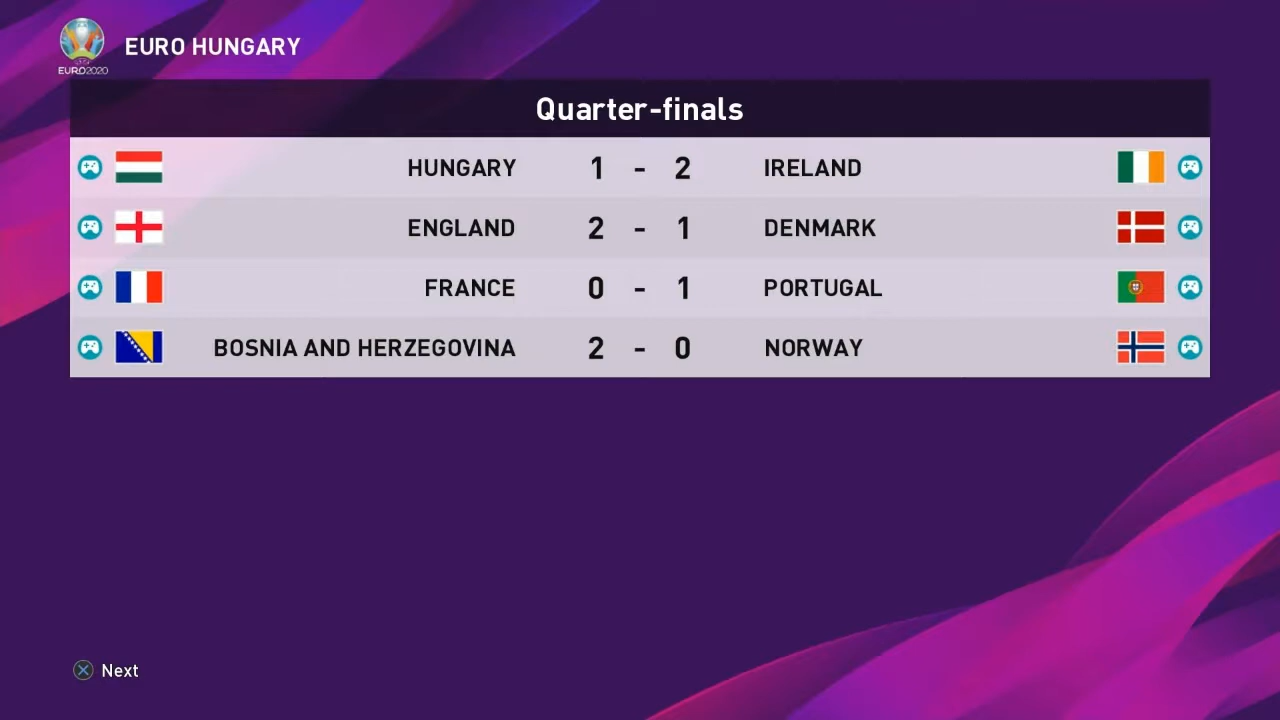 EURO HUNGARY
EURO2020
Quarter-finals
HUNGARY 1 - 2 IRELAND
ENGLAND 2 - 1 DENMARK
FRANCE 0 - 1 PORTUGAL
BOSNIA AND HERZEGOVINA 2 - 0 NORWAY
Next